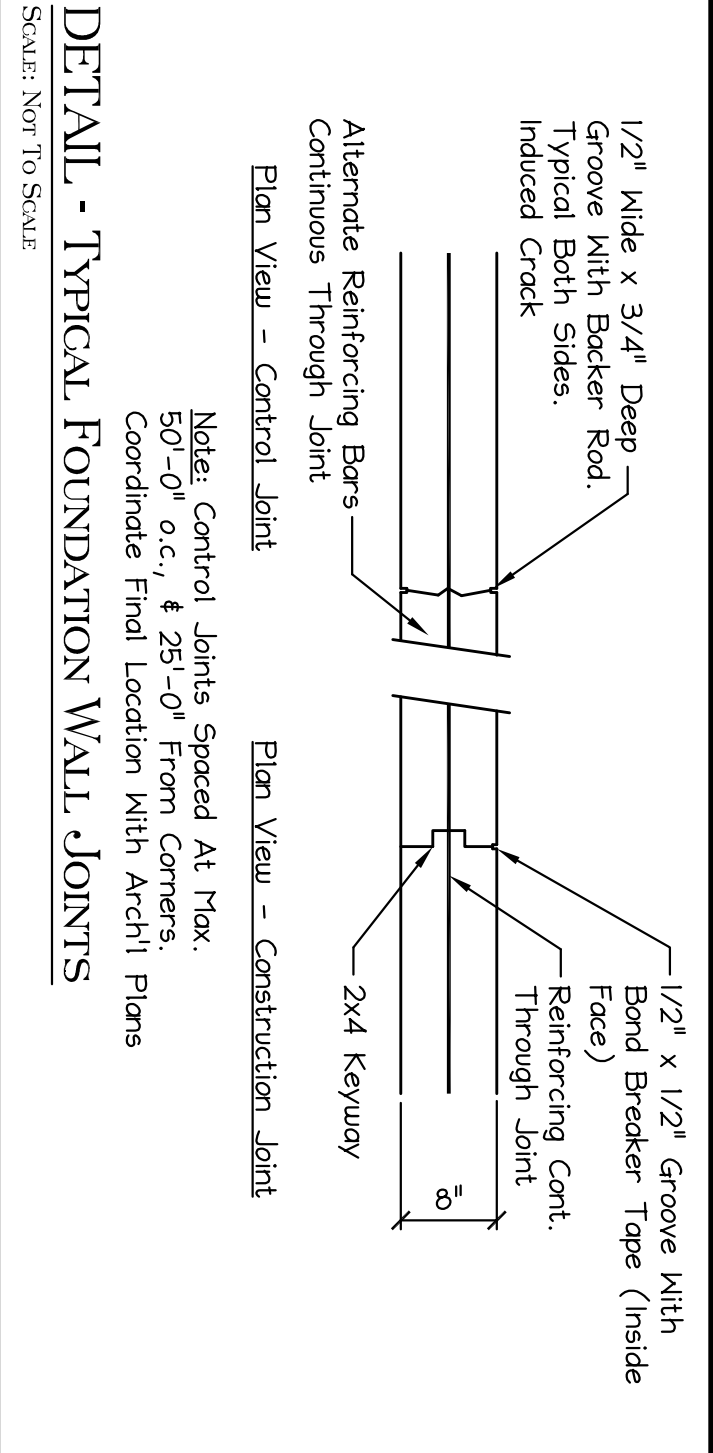 1/2" Wide x 3/4" Deep
Groove With Backer Rod.
Typical Both Sides.
Induced Crack
1/2" x 1/2" Groove With
Bond Breaker Tape (Inside
Face)
Reinforcing Cont.
Through Joint
8"
Alternate Reinforcing Bars
Continuous Through Joint
2x4 Keyway
Plan View - Control Joint
Plan View - Construction Joint
Note: Control Joints Spaced At Max.
50'-0" o.c., & 25'-0" From Corners.
Coordinate Final Location With Arch'l Plans
DETAIL - TYPICAL FOUNDATION WALL JOINTS
SCALE: NOT TO SCALE